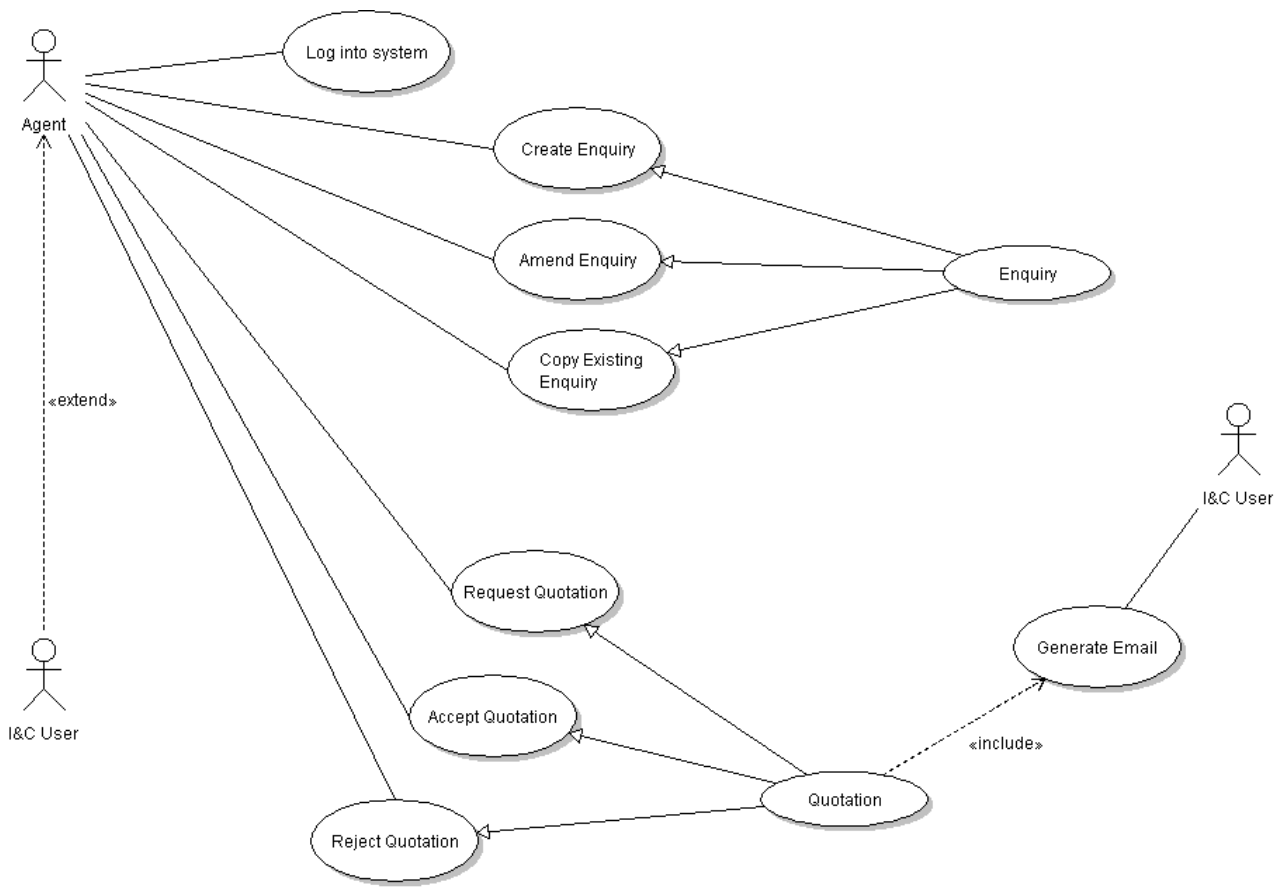 Log into system
Agent
Create Enquiry
Amend Enquiry
Enquiry
Copy Existing
Enquiry
«extend»
I&C User
Request Quotation
Generate Email
Accept Quotation
I&C User
«include»
Quotation
Reject Quotation